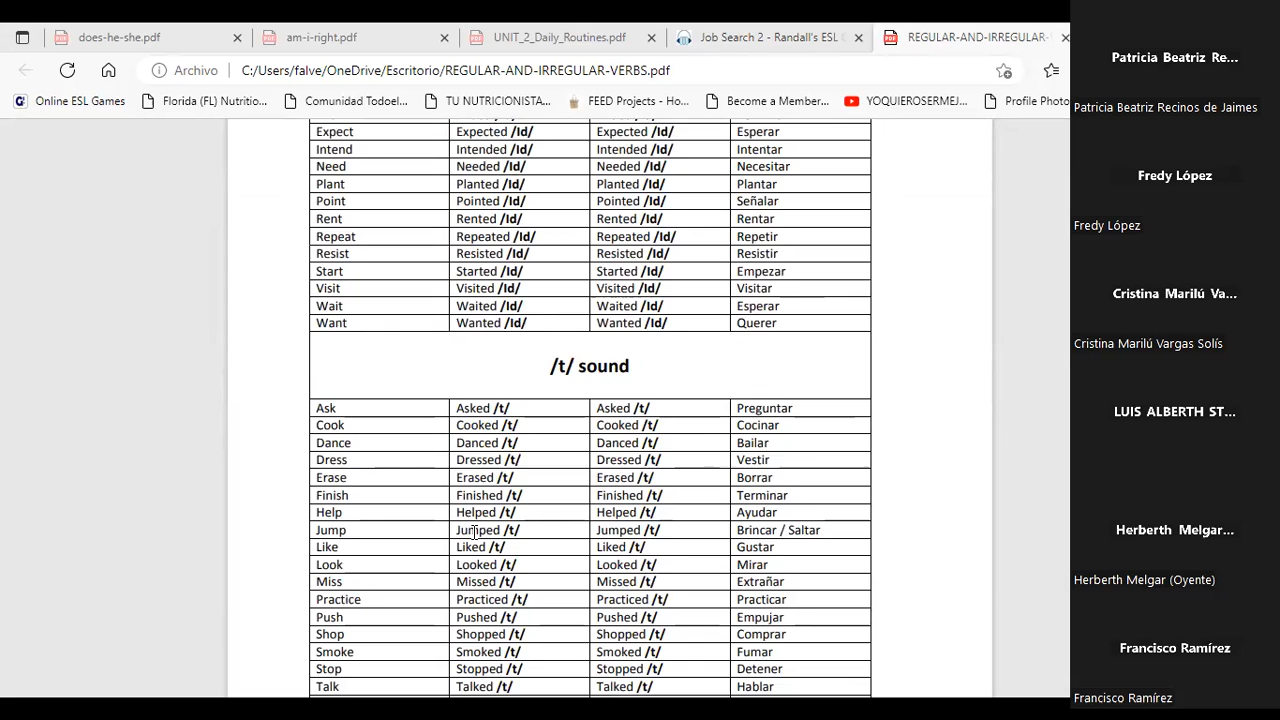 does-he-she.pdf
am-i-right.pdf
UNIT_2_Daily_Routines.pdf
Job Search 2 - Randall's ESL
REGULAR-AND-IRREGULAR-
Archivo C:/Users/falve/OneDrive/Escritorio/REGULAR-AND-IRREGULAR-VERBS.pdf
Online ESL Games Florida (FL) Nutritio... Comunidad Todoel... TU NUTRICIONISTA... FEED Projects - Ho... Become a Member... YOQUIEROSERMEJ... Profile Photo
Expect Expected /Id/ Expected /Id/ Esperar
Intend Intended /Id/ Intended /Id/ Intentar
Need Needed /Id/ Needed /Id/ Necesitar
Plant Planted /Id/ Planted /Id/ Plantar
Point Pointed /Id/ Pointed /Id/ Señalar
Rent Rented /Id/ Rented /Id/ Rentar
Repeat Repeated /Id/ Repeated /Id/ Repetir
Resist Resisted /Id/ Resisted /Id/ Resistir
Start Started /Id/ Started /Id/ Empezar
Visit Visited /Id/ Visited /Id/ Visitar
Wait Waited /Id/ Waited /Id/ Esperar
Want Wanted /Id/ Wanted /Id/ Querer
/t/ sound
Ask Asked /t/ Asked /t/ Preguntar
Cook Cooked /t/ Cooked /t/ Cocinar
Dance Danced /t/ Danced /t/ Bailar
Dress Dressed /t/ Dressed /t/ Vestir
Erase Erased /t/ Erased /t/ Borrar
Finish Finished /t/ Finished /t/ Terminar
Help Helped /t/ Helped /t/ Ayudar
Jump Jumped /t/ Jumped /t/ Brincar / Saltar
Like Liked /t/ Liked /t/ Gustar
Look Looked /t/ Looked /t/ Mirar
Miss Missed /t/ Missed /t/ Extrañar
Practice Practiced /t/ Practiced /t/ Practicar
Push Pushed /t/ Pushed /t/ Empujar
Shop Shopped /t/ Shopped /t/ Comprar
Smoke Smoked /t/ Smoked /t/ Fumar
Stop Stopped /t/ Stopped /t/ Detener
Talk Talked /t/ Talked /t/ Hablar
Patricia Beatriz Re...
Patricia Beatriz Recinos de Jaimes
Fredy López
Fredy López
Cristina Marilú Va...
Cristina Marilú Vargas Solís
LUIS ALBERTH ST...
Herberth Melgar...
Herberth Melgar (Oyente)
Francisco Ramírez
Francisco Ramírez